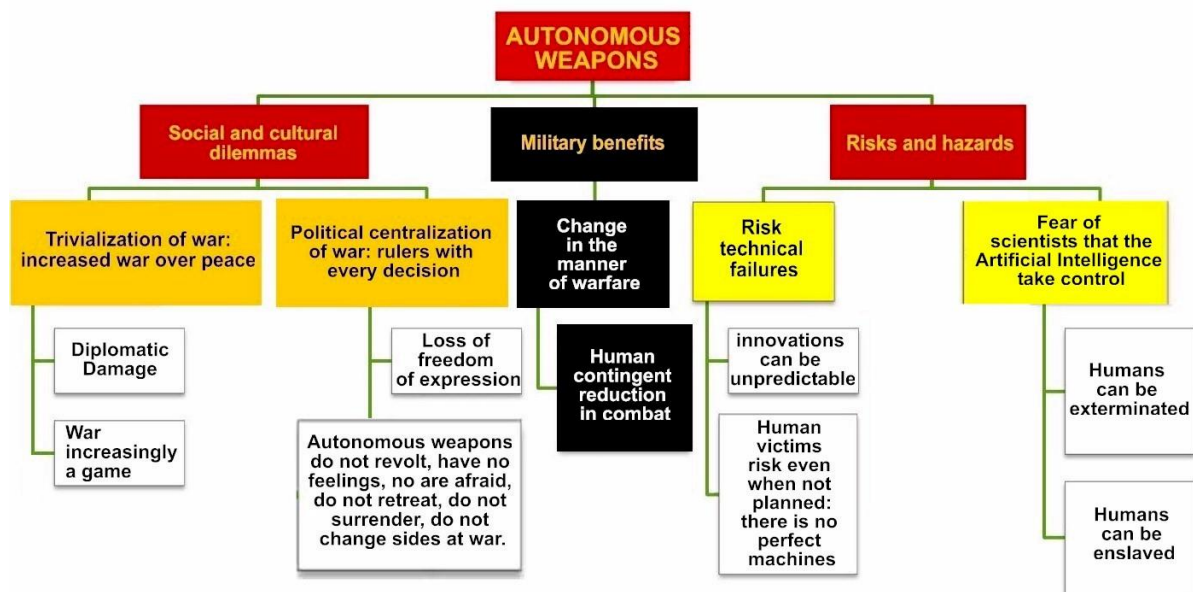 AUTONOMOUS
WEAPONS
Social and cultural
dilemmas
Military benefits
Risks and hazards
Trivialization of war:
increased war over peace
Political centralization
of war: rulers with
every decision
Change
in the
manner
of warfare
Risk
technical
failures
Fear of
scientists that the
Artificial Intelligence
take control
Diplomatic
Damage
War
increasingly
a game
Loss of
freedom
of expression
Autonomous weapons
do not revolt, have no
feelings, no are afraid,
do not retreat, do not
surrender, do not
change sides at war.
Human
contingent
reduction
in combat
innovations
can be
unpredictable
Human
victims
risk even
when not
planned:
there is no
perfect
machines
Humans
can be
exterminated
Humans
can be
enslaved